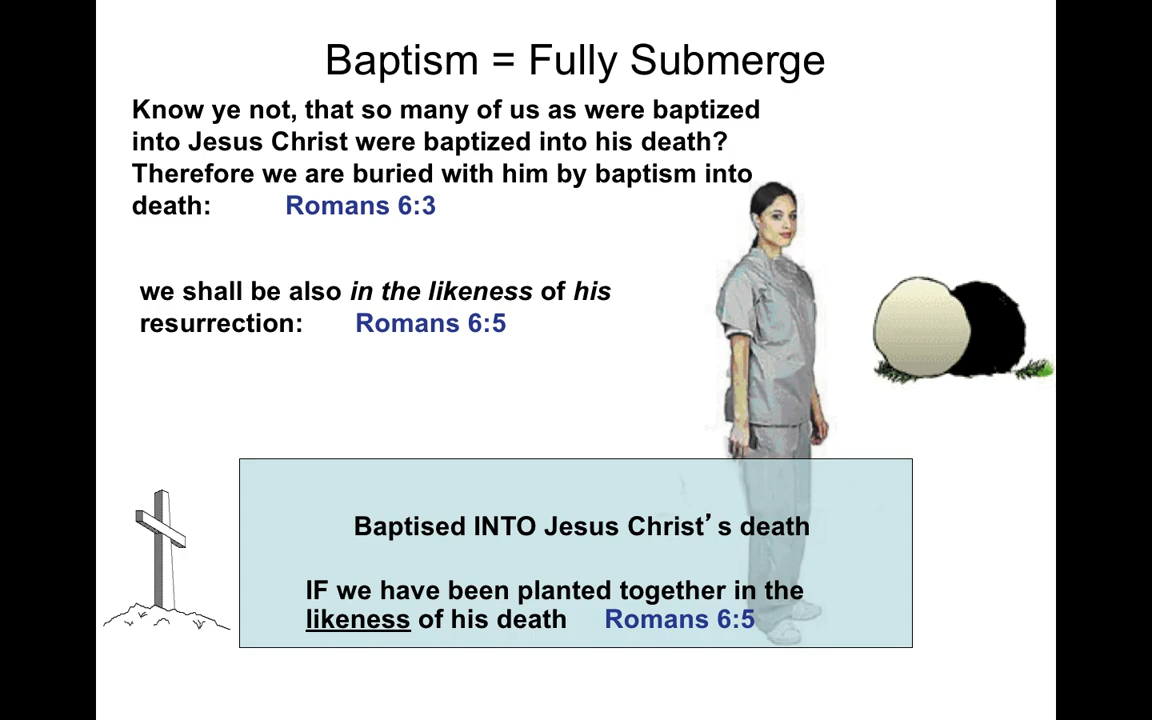 Baptism = Fully Submerge
Know ye not, that so many of us as were baptized
into Jesus Christ were baptized into his death?
Therefore we are buried with him by baptism into
death: Romans 6:3
we shall be also in the likeness of his
resurrection: Romans 6:5
Baptised INTO Jesus Christ’s death
IF we have been planted together in the
likeness of his death Romans 6:5